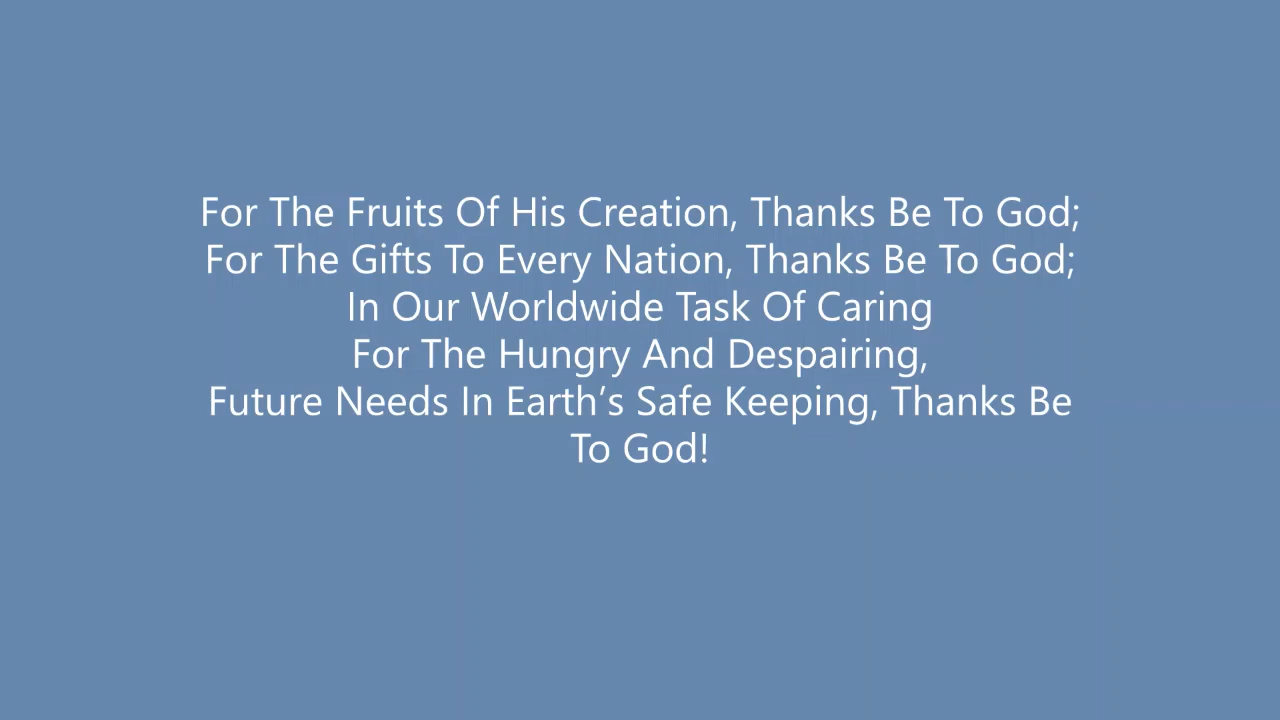 For The Fruits Of His Creation, Thanks Be To God;
For The Gifts To Every Nation, Thanks Be To God;
In Our Worldwide Task Of Caring
For The Hungry And Despairing,
Future Needs In Earth’s Safe Keeping, Thanks Be
To God!